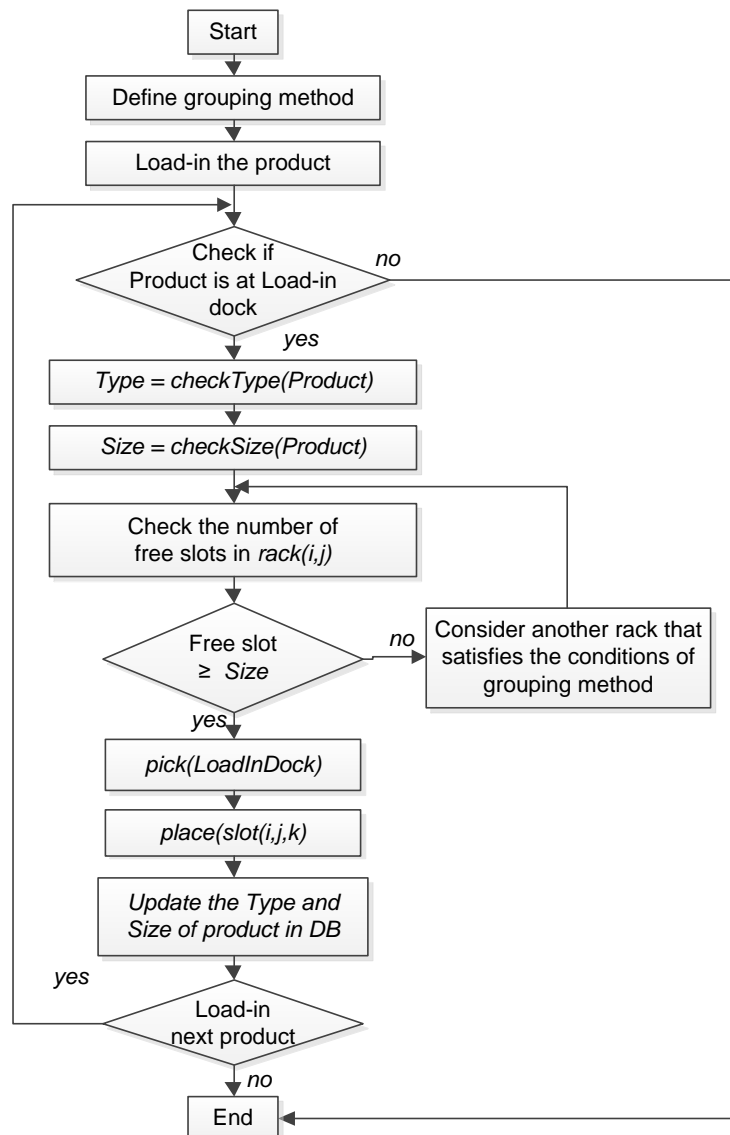 Start
Define grouping method
Load-in the product
Check if
Product is at Load-in
dock
no
yes
Type = checkType(Product)
Size = checkSize(Product)
Check the number of
free slots in rack(i,j)
Free slot
≥ Size
no
Consider another rack that
satisfies the conditions of
grouping method
yes
pick(LoadInDock)
place(slot(i,j,k)
Update the Type and
Size of product in DB
yes
Load-in
next product
no
End